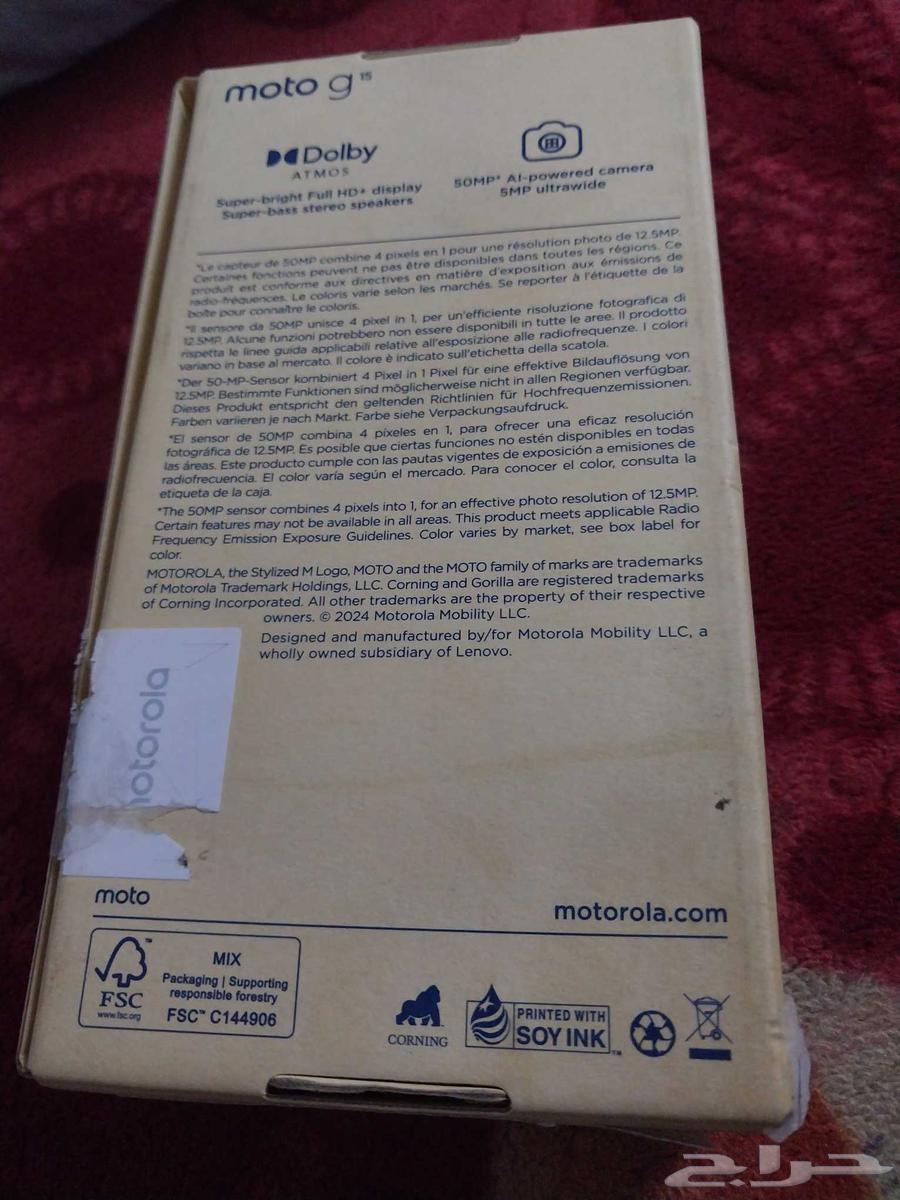 moto g 15
Dolby
ATMOS
Super-bright Full HD+ display
Super-bass stereo speakers
50MP* AI-powered camera
5MP ultrawide
*Le capteur de 50MP combine 4 pixels en 1 pour une résolution photo de 12.5MP.
Certaines fonctions peuvent ne pas être disponibles dans toutes les régions. Ce
produit est conforme aux directives en matière d'exposition aux émissions de
radio-fréquences. Le coloris varie selon les marchés. Se reporter à l'étiquette de la
boîte pour connaître le coloris.
*Il sensore da 50MP unisce 4 pixel in 1, per un'efficiente risoluzione fotografica di
12.5MP. Alcune funzioni potrebbero non essere disponibili in tutte le aree. Il prodotto
rispetta le linee guida applicabili relative all'esposizione alle radiofrequenze. I colori
variano in base al mercato. Il colore è indicato sull'etichetta della scatola.
*Der 50-MP-Sensor kombiniert 4 Pixel in 1 Pixel für eine effektive Bildauflösung von
12.5MP. Bestimmte Funktionen sind möglicherweise nicht in allen Regionen verfügbar.
Dieses Produkt entspricht den geltenden Richtlinien für Hochfrequenzemissionen.
Farben variieren je nach Markt. Farbe siehe Verpackungsaufdruck.
*El sensor de 50MP combina 4 píxeles en 1, para ofrecer una eficaz resolución
fotográfica de 12.5MP. Es posible que ciertas funciones no estén disponibles en todas
las áreas. Este producto cumple con las pautas vigentes de exposición a emisiones de
radiofrecuencia. El color varía según el mercado. Para conocer el color, consulta la
etiqueta de la caja.
*The 50MP sensor combines 4 pixels into 1, for an effective photo resolution of 12.5MP.
Certain features may not be available in all areas. This product meets applicable Radio
Frequency Emission Exposure Guidelines. Color varies by market, see box label for
color.
MOTOROLA, the Stylized M Logo, MOTO and the MOTO family of marks are trademarks
of Motorola Trademark Holdings, LLC. Corning and Gorilla are registered trademarks
of Corning Incorporated. All other trademarks are the property of their respective
owners. © 2024 Motorola Mobility LLC.
Designed and manufactured by/for Motorola Mobility LLC, a
wholly owned subsidiary of Lenovo.
motorola
moto
motorola.com
FSC
www.fsc.org
MIX
Packaging | Supporting
responsible forestry
FSC™ C144906
CORNING
PRINTED WITH
SOY INK™
حراج